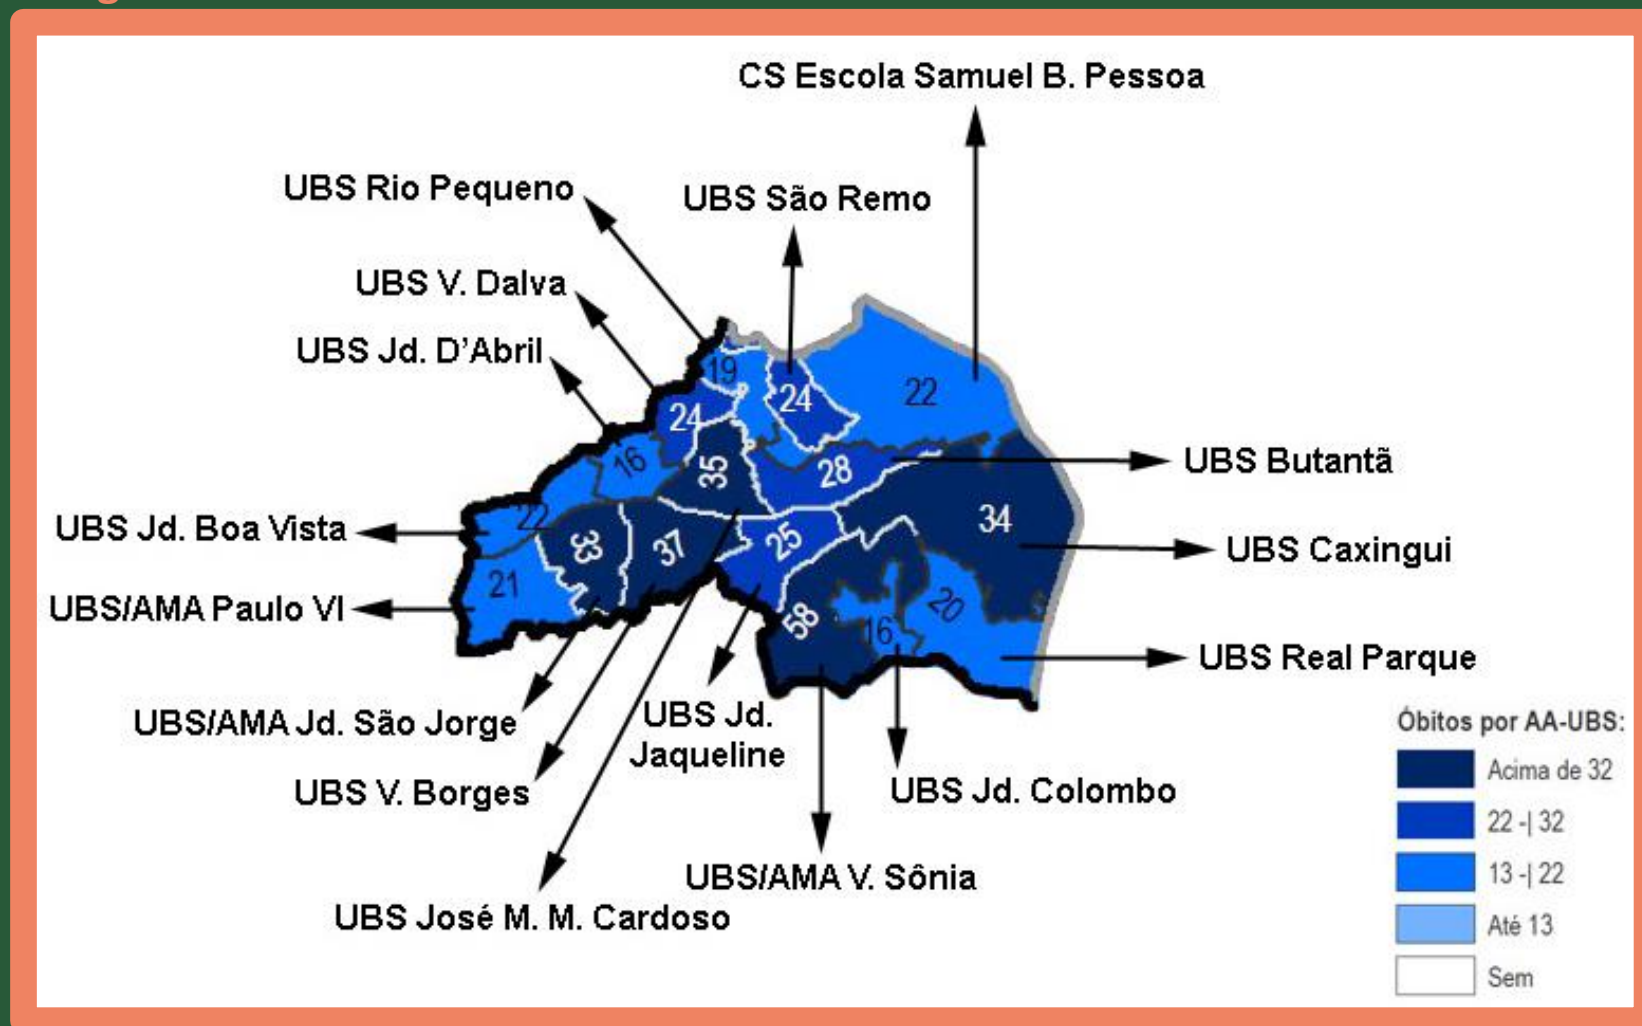 CS Escola Samuel B. Pessoa
UBS Rio Pequeno
UBS São Remo
UBS V. Dalva
UBS Jd. D'Abril
19
24
22
24
16
35
28
UBS Butantã
22
33
37
25
34
UBS Jd. Boa Vista
UBS Caxingui
21
20
UBS/AMA Paulo VI
58
16
UBS Real Parque
UBS/AMA Jd. São Jorge
UBS Jd.
Jaqueline
UBS V. Borges
UBS Jd. Colombo
UBS/AMA V. Sônia
UBS José M. M. Cardoso
Óbitos por AA-UBS:
Acima de 32
22 -| 32
13 -| 22
Até 13
Sem